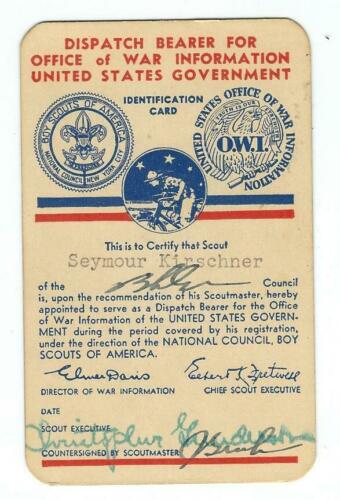 DISPATCH BEARER FOR
OFFICE of WAR INFORMATION
UNITED STATES GOVERNMENT
IDENTIFICATION
CARD
BOY SCOUTS OF AMERICA
NATIONAL COUNCIL NEW YORK CITY
UNITED STATES OFFICE OF WAR INFORMATION
O.W.I.
This is to Certify that Scout
Seymour Kirschner
of the Council
is, upon the recommendation of his Scoutmaster, hereby
appointed to serve as a Dispatch Bearer for the Office
of War Information of the UNITED STATES GOVERN-
MENT during the period covered by his registration,
under the direction of the NATIONAL COUNCIL, BOY
SCOUTS OF AMERICA.
Elmer Davis Elbert K. Fretwell
DIRECTOR OF WAR INFORMATION CHIEF SCOUT EXECUTIVE
DATE
SCOUT EXECUTIVE
Christopher
COUNTERSIGNED BY SCOUTMASTER